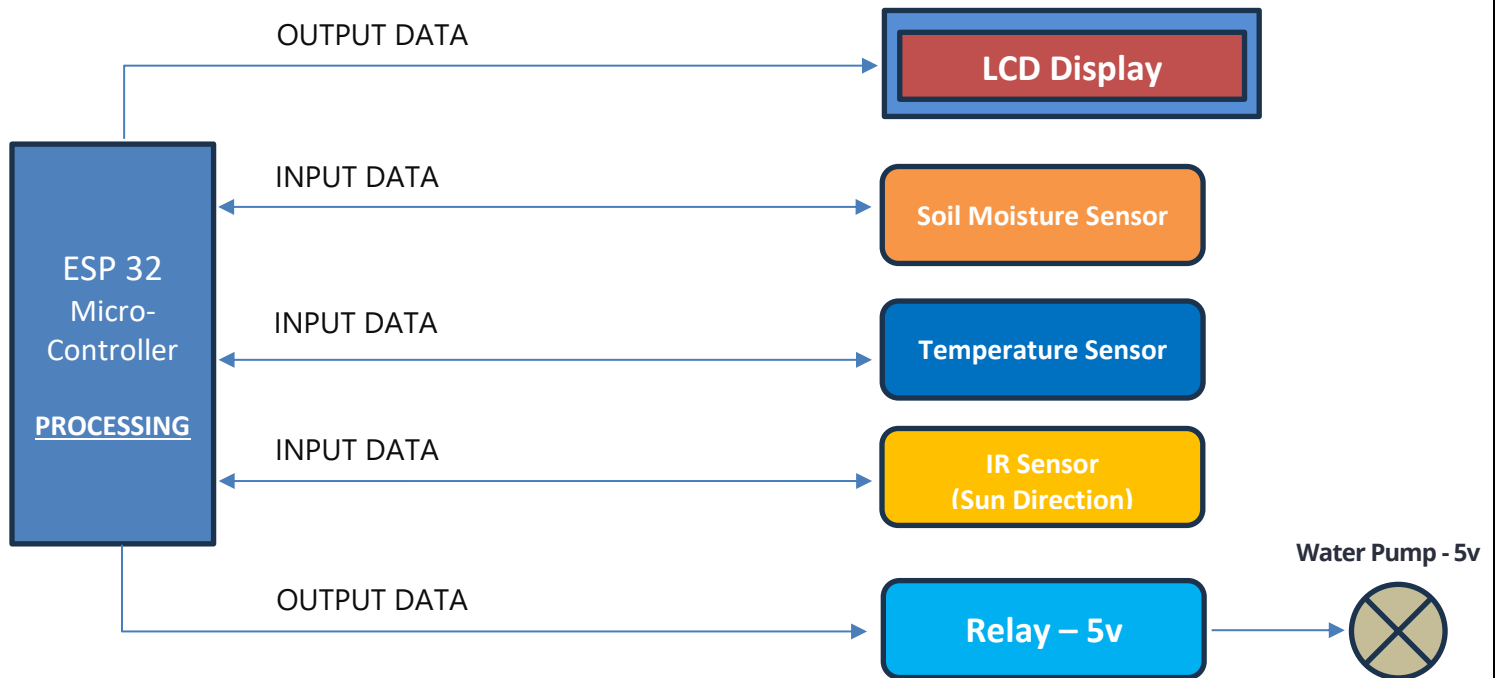 OUTPUT DATA
LCD Display
INPUT DATA
Soil Moisture Sensor
ESP 32
Micro-
Controller
PROCESSING
INPUT DATA
Temperature Sensor
INPUT DATA
IR Sensor
(Sun Direction)
Water Pump - 5v
OUTPUT DATA
Relay – 5v